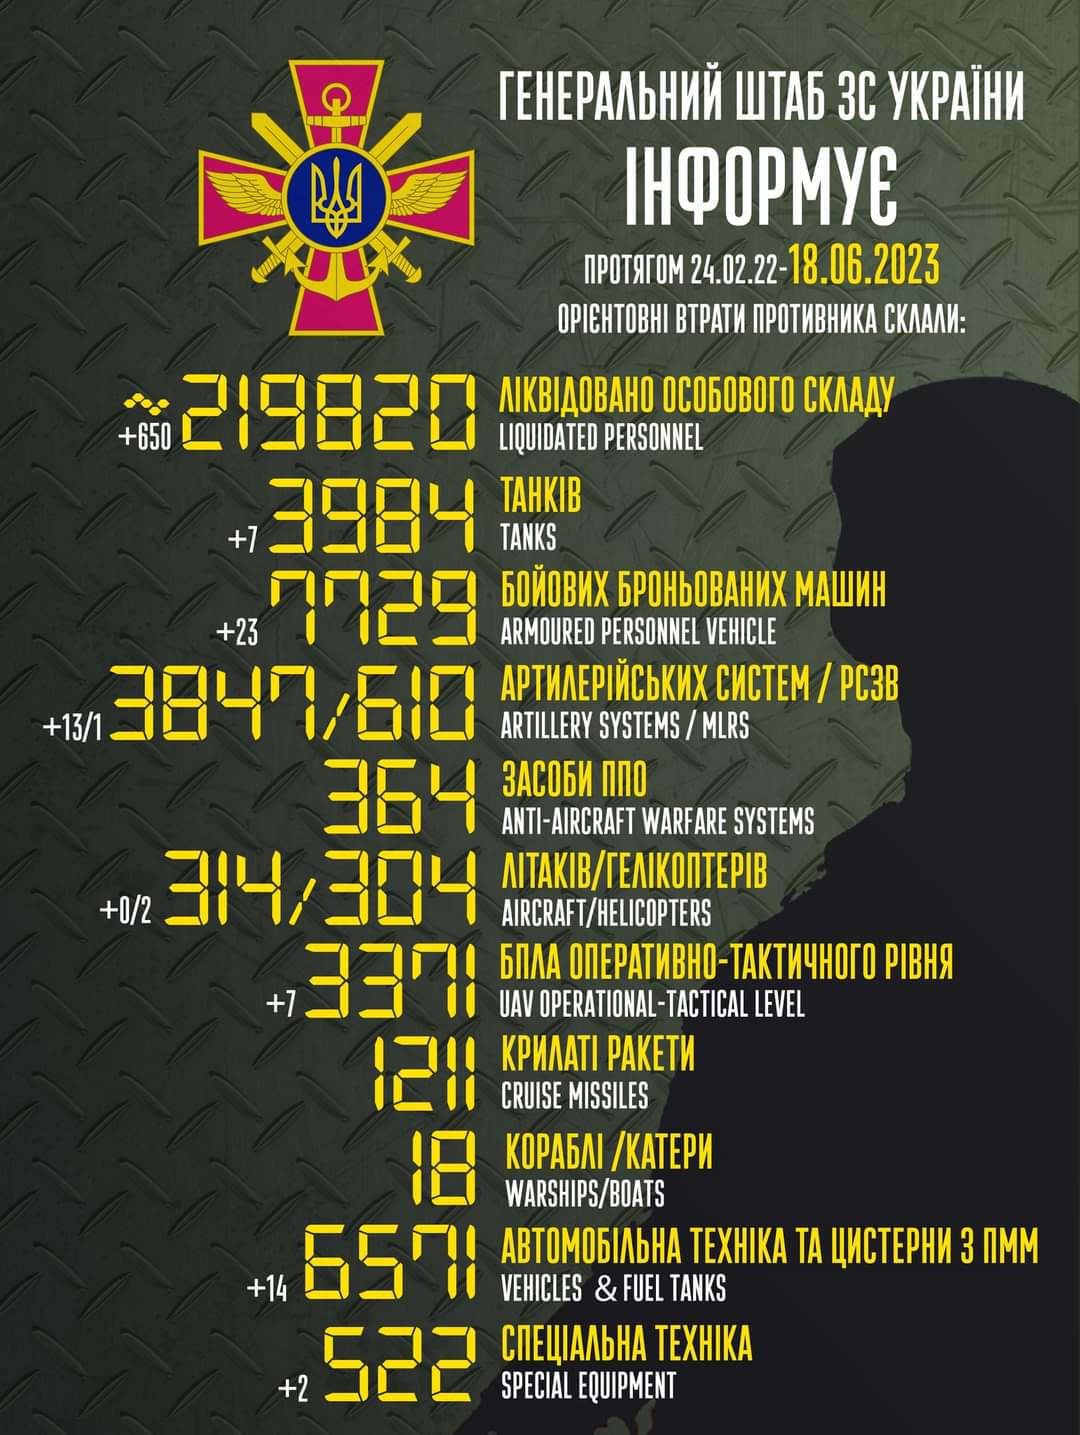 ГЕНЕРАЛЬНИЙ ШТАБ ЗС УКРАЇНИ
ІНФОРМУЄ
ПРОТЯГОМ 24.02.22-18.06.2023
ОРІЄНТОВНІ ВТРАТИ ПРОТИВНИКА СКЛАЛИ:
+650 ~219820 ЛІКВІДОВАНО ОСОБОВОГО СКЛАДУ
LIQUIDATED PERSONNEL
+7 3984 ТАНКІВ
TANKS
+23 7729 БОЙОВИХ БРОНЬОВАНИХ МАШИН
ARMOURED PERSONNEL VEHICLE
+13/1 3847/610 АРТИЛЕРІЙСЬКИХ СИСТЕМ / РСЗВ
ARTILLERY SYSTEMS / MLRS
364 ЗАСОБИ ППО
ANTI-AIRCRAFT WARFARE SYSTEMS
+0/2 314/304 ЛІТАКІВ/ГЕЛІКОПТЕРІВ
AIRCRAFT/HELICOPTERS
+7 3371 БПЛА ОПЕРАТИВНО-ТАКТИЧНОГО РІВНЯ
UAV OPERATIONAL-TACTICAL LEVEL
1211 КРИЛАТІ РАКЕТИ
CRUISE MISSILES
18 КОРАБЛІ /КАТЕРИ
WARSHIPS/BOATS
+14 6571 АВТОМОБІЛЬНА ТЕХНІКА ТА ЦИСТЕРНИ З ПММ
VEHICLES & FUEL TANKS
+2 522 СПЕЦІАЛЬНА ТЕХНІКА
SPECIAL EQUIPMENT